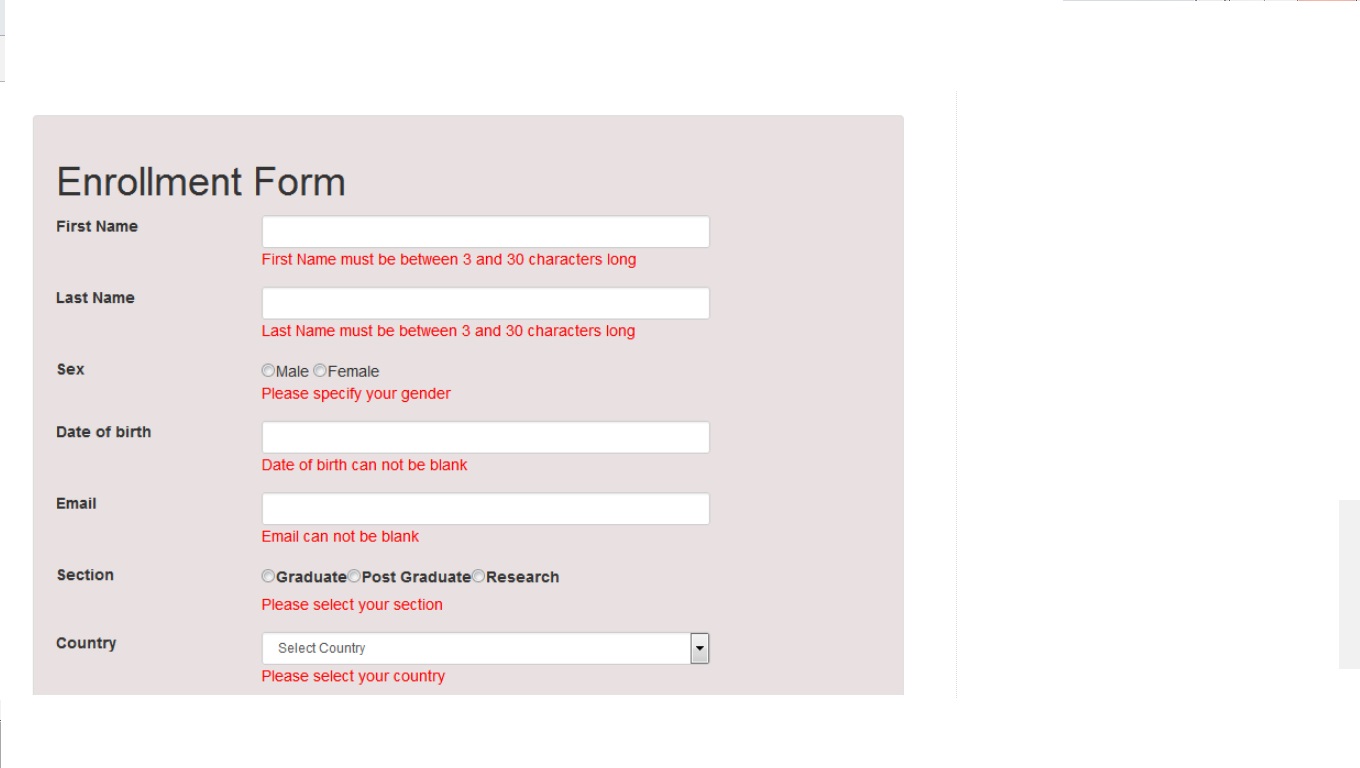 Enrollment Form
First Name
First Name must be between 3 and 30 characters long
Last Name
Last Name must be between 3 and 30 characters long
Sex
Male Female
Please specify your gender
Date of birth
Date of birth can not be blank
Email
Email can not be blank
Section
Graduate Post Graduate Research
Please select your section
Country
Select Country
Please select your country